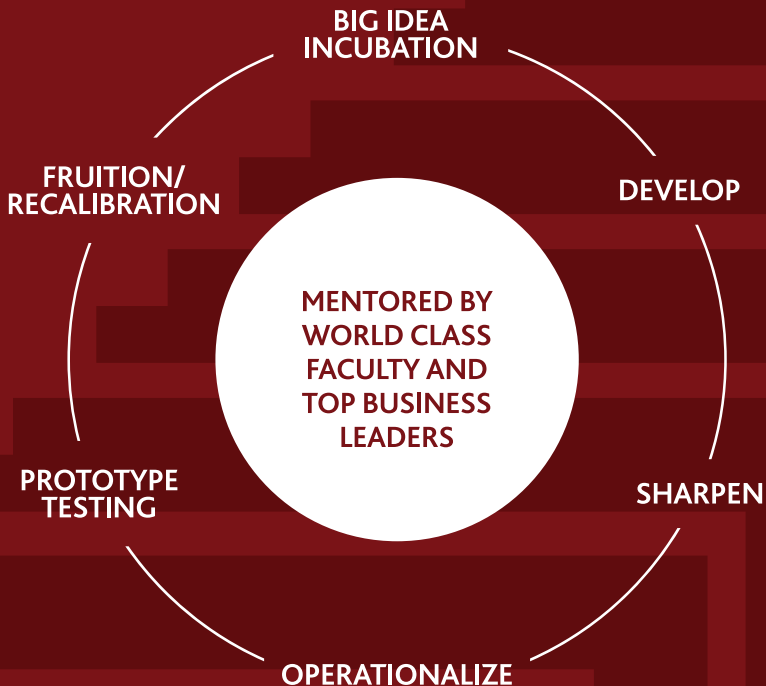 BIG IDEA
INCUBATION
DEVELOP
SHARPEN
OPERATIONALIZE
PROTOTYPE
TESTING
FRUITION/
RECALIBRATION
MENTORED BY
WORLD CLASS
FACULTY AND
TOP BUSINESS
LEADERS